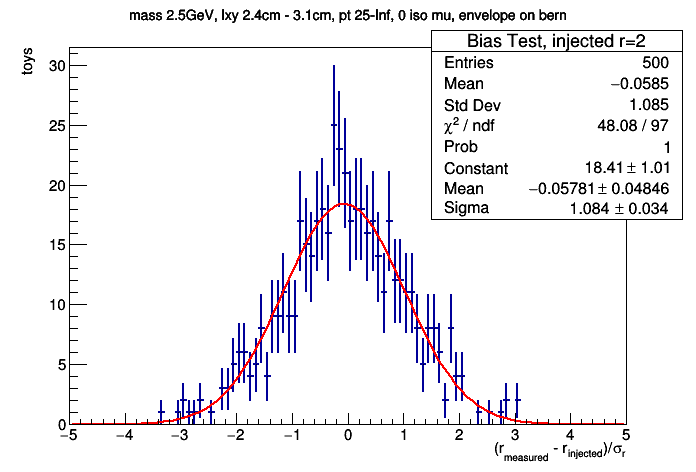 mass 2.5GeV, lxy 2.4cm - 3.1cm, pt 25-Inf, 0 iso mu, envelope on bern
Bias Test, injected r=2
Entries 500
Mean −0.0585
Std Dev 1.085
χ² / ndf 48.08 / 97
Prob 1
Constant 18.41 ± 1.01
Mean −0.05781 ± 0.04846
Sigma 1.084 ± 0.034
toys
30
25
20
15
10
5
0
−5 −4 −3 −2 −1 0 1 2 3 4 5
(r_measured - r_injected)/σ_r